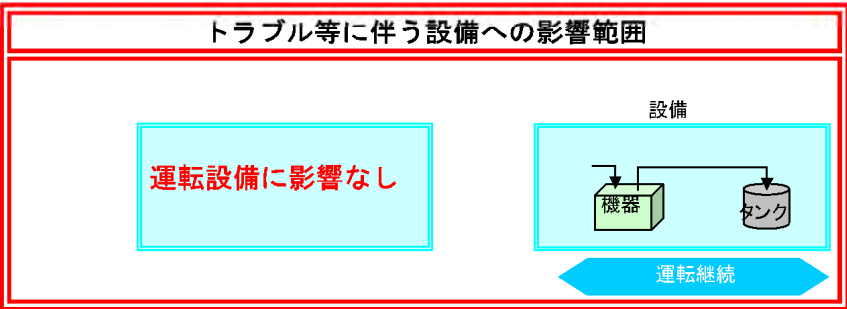 トラブル等に伴う設備への影響範囲
設備
運転設備に影響なし
機器
タンク
運転継続